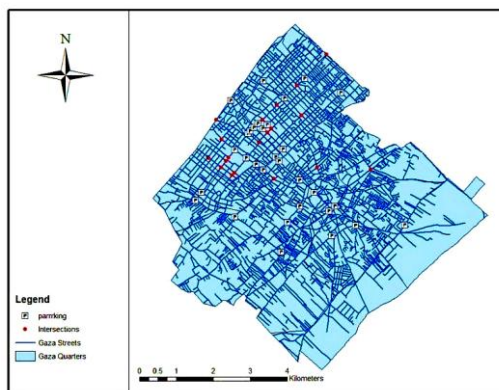 N
Legend
parrking
Intersections
Gaza Streets
Gaza Quarters
0 0.5 1 2 3 4
Kilometers